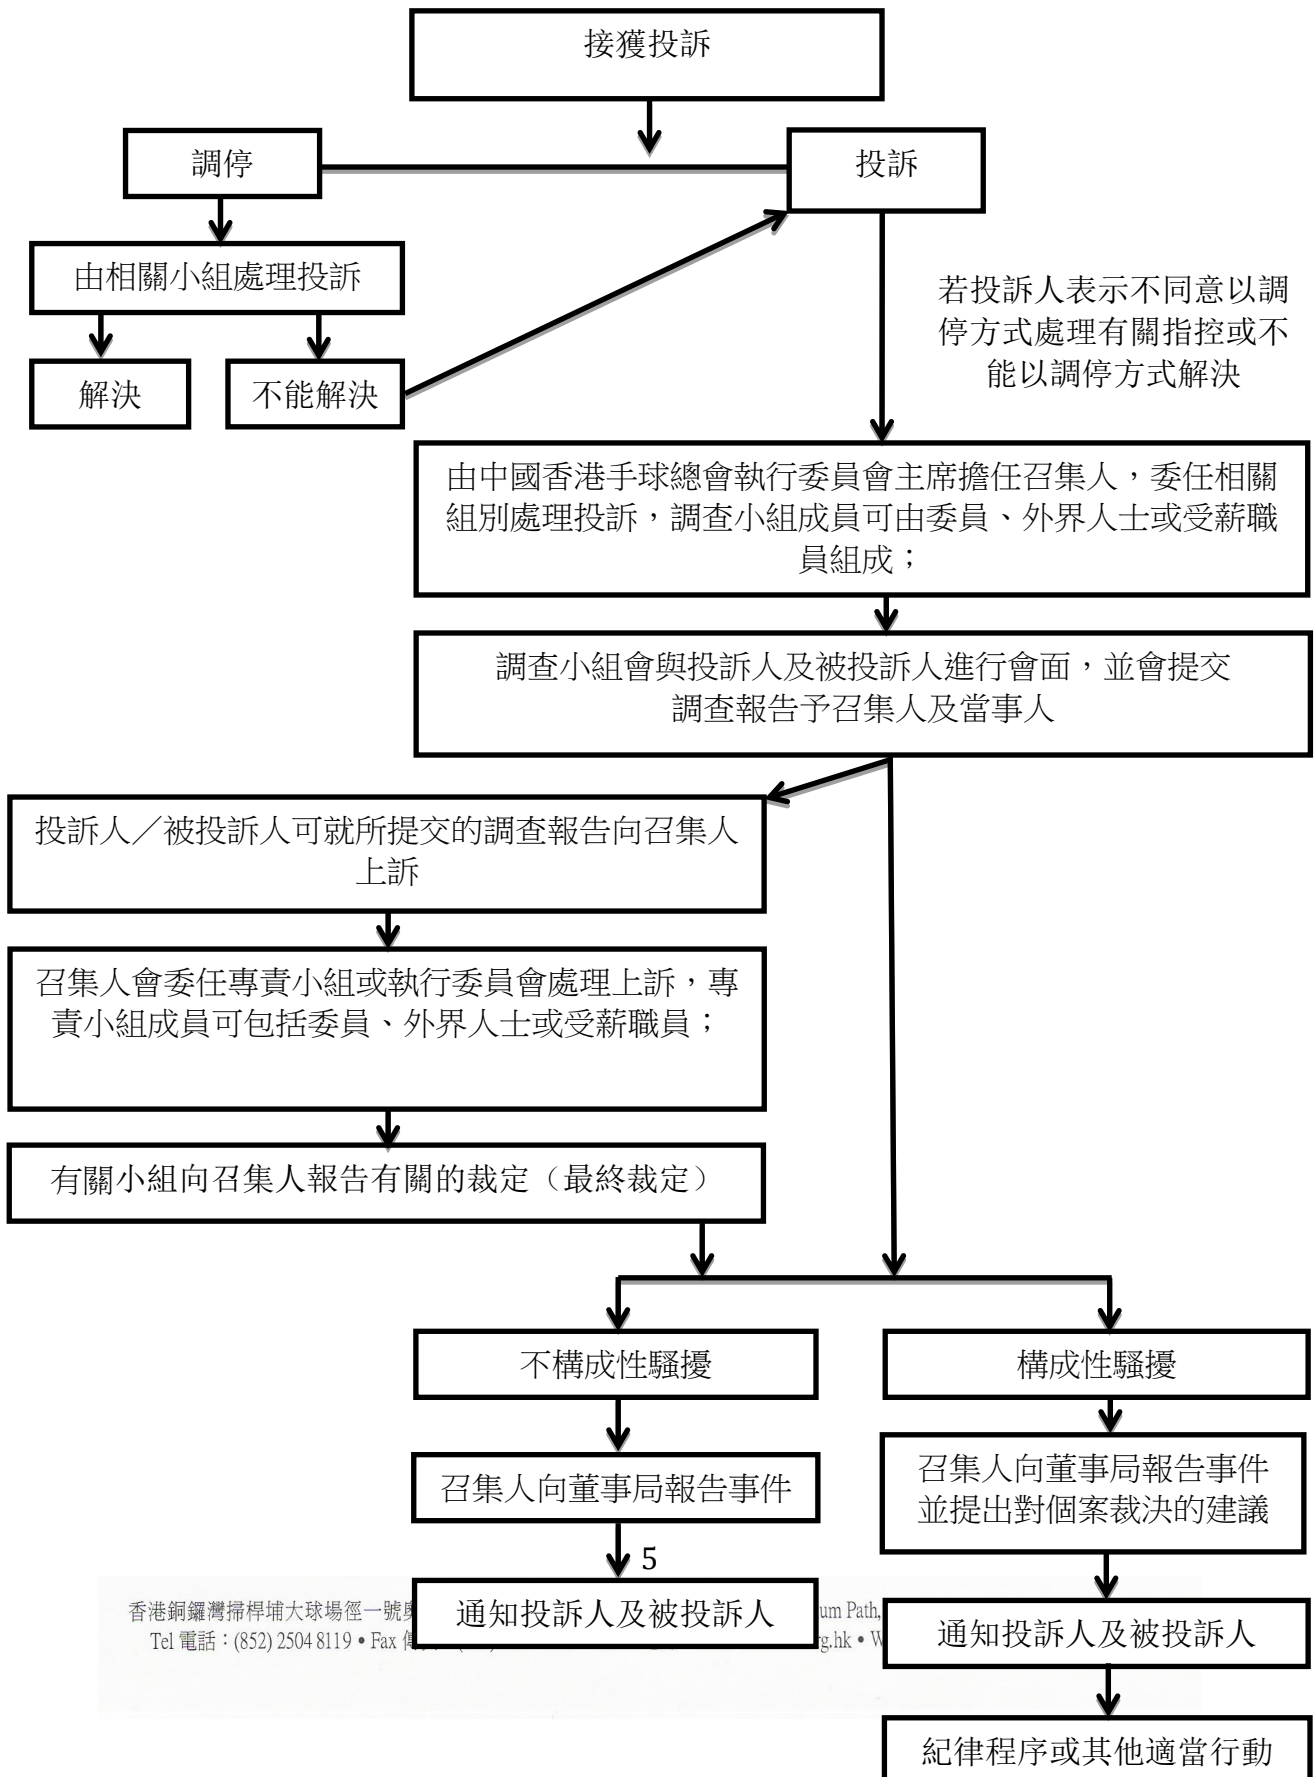 接獲投訴
調停
投訴
由相關小組處理投訴
解決
不能解決
若投訴人表示不同意以調
停方式處理有關指控或不
能以調停方式解決
由中國香港手球總會執行委員會主席擔任召集人，委任相關
組別處理投訴，調查小組成員可由委員、外界人士或受薪職
員組成；
調查小組會與投訴人及被投訴人進行會面，並會提交
調查報告予召集人及當事人
投訴人／被投訴人可就所提交的調查報告向召集人
上訴
召集人會委任專責小組或執行委員會處理上訴，專
責小組成員可包括委員、外界人士或受薪職員；
有關小組向召集人報告有關的裁定（最終裁定）
不構成性騷擾
構成性騷擾
召集人向董事局報告事件
召集人向董事局報告事件
並提出對個案裁決的建議
5
通知投訴人及被投訴人
通知投訴人及被投訴人
紀律程序或其他適當行動
香港銅鑼灣掃桿埔大球場徑一號
um Path,
Tel 電話：(852) 2504 8119 • Fax
rg.hk •